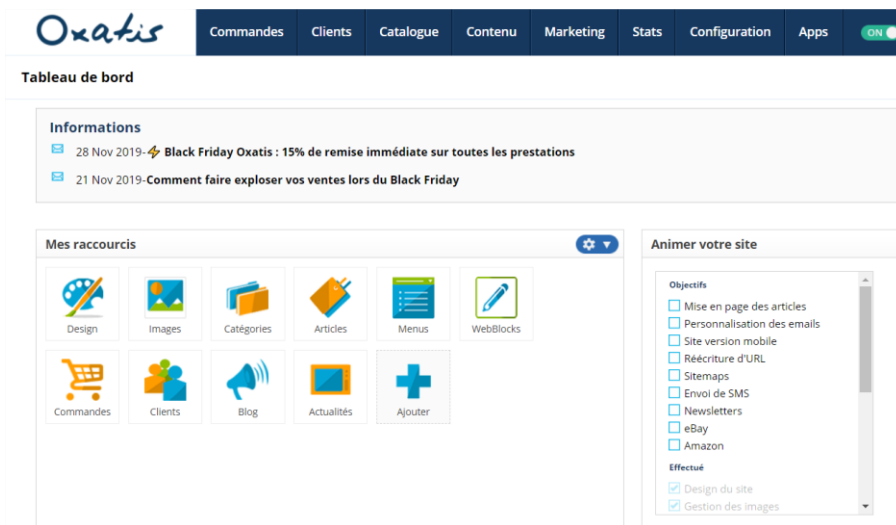 Oxatis
Commandes Clients Catalogue Contenu Marketing Stats Configuration Apps ON
Tableau de bord
Informations
28 Nov 2019-⚡ Black Friday Oxatis : 15% de remise immédiate sur toutes les prestations
21 Nov 2019-Comment faire exploser vos ventes lors du Black Friday
Mes raccourcis
Design Images Catégories Articles Menus WebBlocks
Commandes Clients Blog Actualités Ajouter
Animer votre site
Objectifs
Mise en page des articles
Personnalisation des emails
Site version mobile
Réécriture d'URL
Sitemaps
Envoi de SMS
Newsletters
eBay
Amazon
Effectué
Design du site
Gestion des images